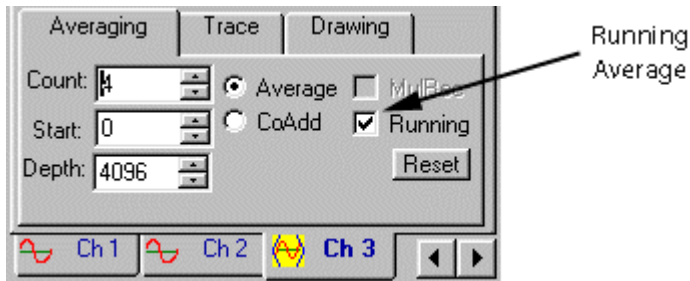 Averaging Trace Drawing
Running
Average
Count: 4 Average MulRec
Start: 0 CoAdd Running
Depth: 4096 Reset
Ch 1 Ch 2 Ch 3